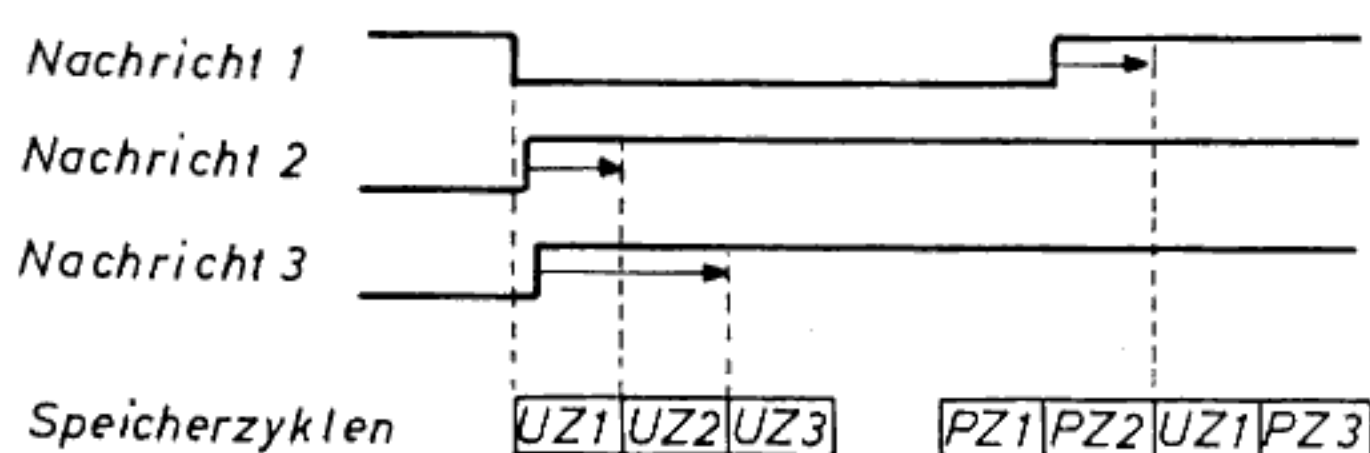 Nachricht 1
Nachricht 2
Nachricht 3
Speicherzyklen UZ1 UZ2 UZ3 PZ1 PZ2 UZ1 PZ3